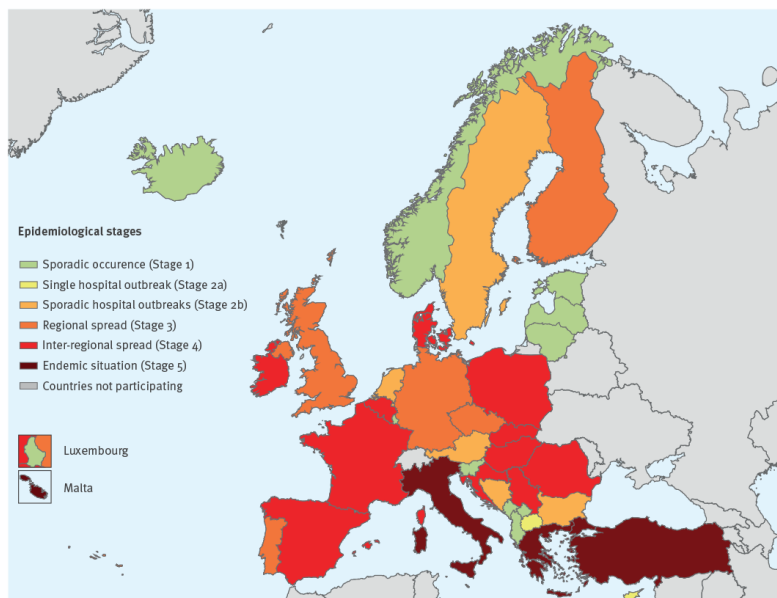 Epidemiological stages
Sporadic occurence (Stage 1)
Single hospital outbreak (Stage 2a)
Sporadic hospital outbreaks (Stage 2b)
Regional spread (Stage 3)
Inter-regional spread (Stage 4)
Endemic situation (Stage 5)
Countries not participating
Luxembourg
Malta